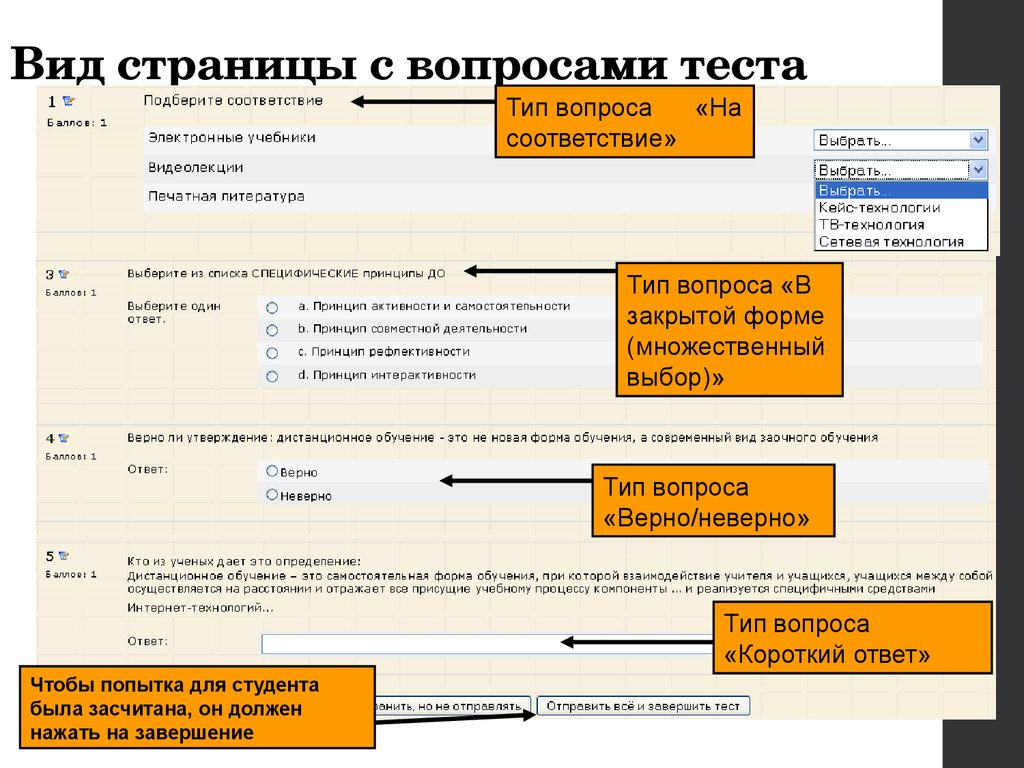 Вид страницы с вопросами теста
1
Подберите соответствие
Баллов: 1
Тип вопроса «На
соответствие»
Электронные учебники
Выбрать...
Видеолекции
Выбрать...
Печатная литература
Выбрать...
Кейс-технологии
ТВ-технология
Сетевая технология
3
Выберите из списка СПЕЦИФИЧЕСКИЕ принципы ДО
Баллов: 1
Выберите один
ответ.
a. Принцип активности и самостоятельности
b. Принцип совместной деятельности
c. Принцип рефлективности
d. Принцип интерактивности
Тип вопроса «В
закрытой форме
(множественный
выбор)»
4
Верно ли утверждение: дистанционное обучение - это не новая форма обучения, а современный вид заочного обучения
Баллов: 1
Ответ:
Верно
Неверно
Тип вопроса
«Верно/неверно»
5
Баллов: 1
Кто из ученых дает это определение:
Дистанционное обучение – это самостоятельная форма обучения, при которой взаимодействие учителя и учащихся, учащихся между собой
осуществляется на расстоянии и отражает все присущие учебному процессу компоненты ... и реализуется специфичными средствами
Интернет-технологий...
Ответ:
Тип вопроса
«Короткий ответ»
Чтобы попытка для студента
была засчитана, он должен
нажать на завершение
но не отправлять
Отправить всё и завершить тест